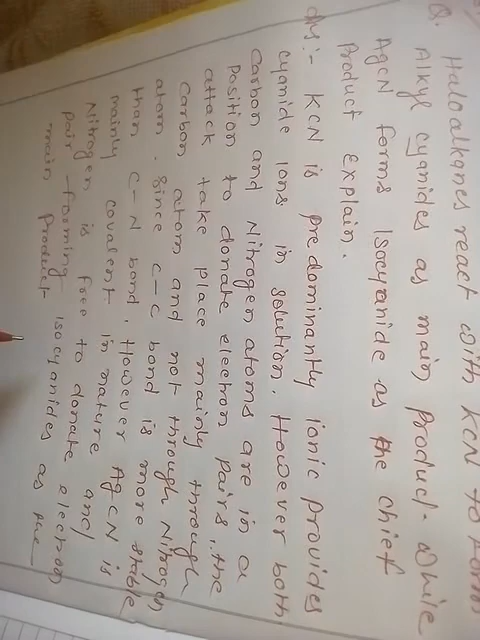 Q. Haloalkanes react with KCN to form
Alkyl cyanides as main product. while
AgCN forms Isocyanide as the chief
Product Explain.
Ans:- KCN is predominantly ionic provides
cyanide Ions in solution. However both
Carbon and Nitrogen atoms are in a
Position to donate electron pairs. the
attack take place mainly through
Carbon atom and not through Nitrogen
atom. Since C-C bond is more stable
than C-N bond. However AgCN is
mainly covalent in nature and
Nitrogen is free to donate electron
pair forming isocyanides as the
main product